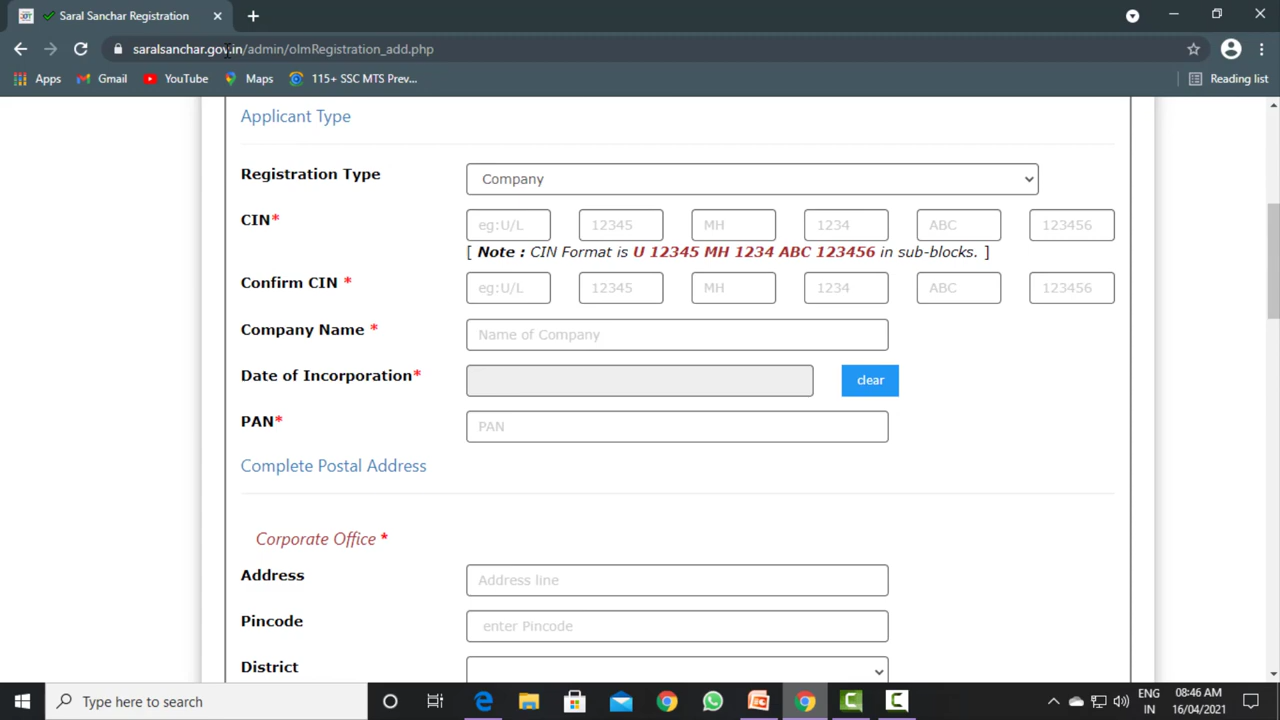 Saral Sanchar Registration
saralsanchar.gov.in/admin/olmRegistration_add.php
Apps Gmail YouTube Maps 115+ SSC MTS Prev... Reading list
Applicant Type
Registration Type Company
CIN* eg:U/L 12345 MH 1234 ABC 123456
[ Note : CIN Format is U 12345 MH 1234 ABC 123456 in sub-blocks. ]
Confirm CIN * eg:U/L 12345 MH 1234 ABC 123456
Company Name * Name of Company
Date of Incorporation* clear
PAN* PAN
Complete Postal Address
Corporate Office *
Address Address line
Pincode enter Pincode
District
Type here to search
ENG 08:46 AM
IN 16/04/2021